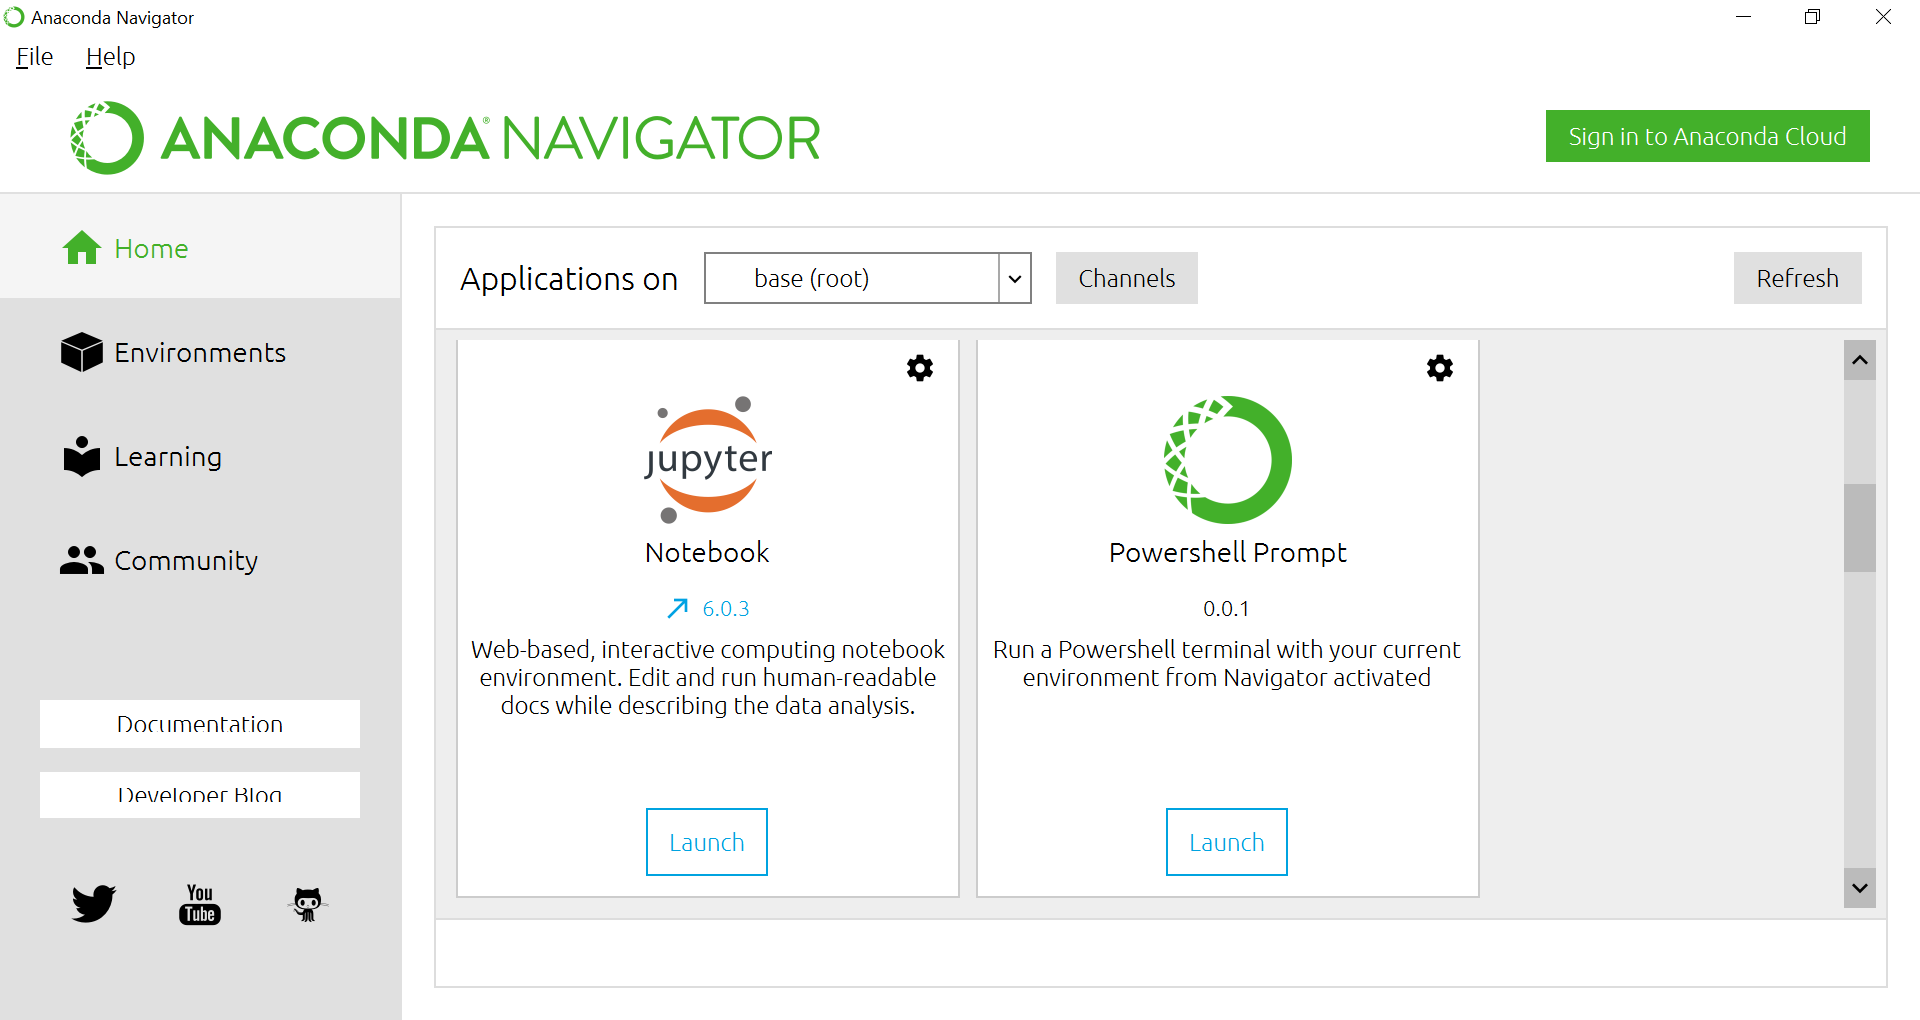 Anaconda Navigator
File Help
ANACONDA® NAVIGATOR
Sign in to Anaconda Cloud
Home
Environments
Learning
Community
Documentation
Developer Blog
You
Tube
Applications on base (root) Channels Refresh
jupyter
Notebook
6.0.3
Web-based, interactive computing notebook
environment. Edit and run human-readable
docs while describing the data analysis.
Launch
Powershell Prompt
0.0.1
Run a Powershell terminal with your current
environment from Navigator activated
Launch